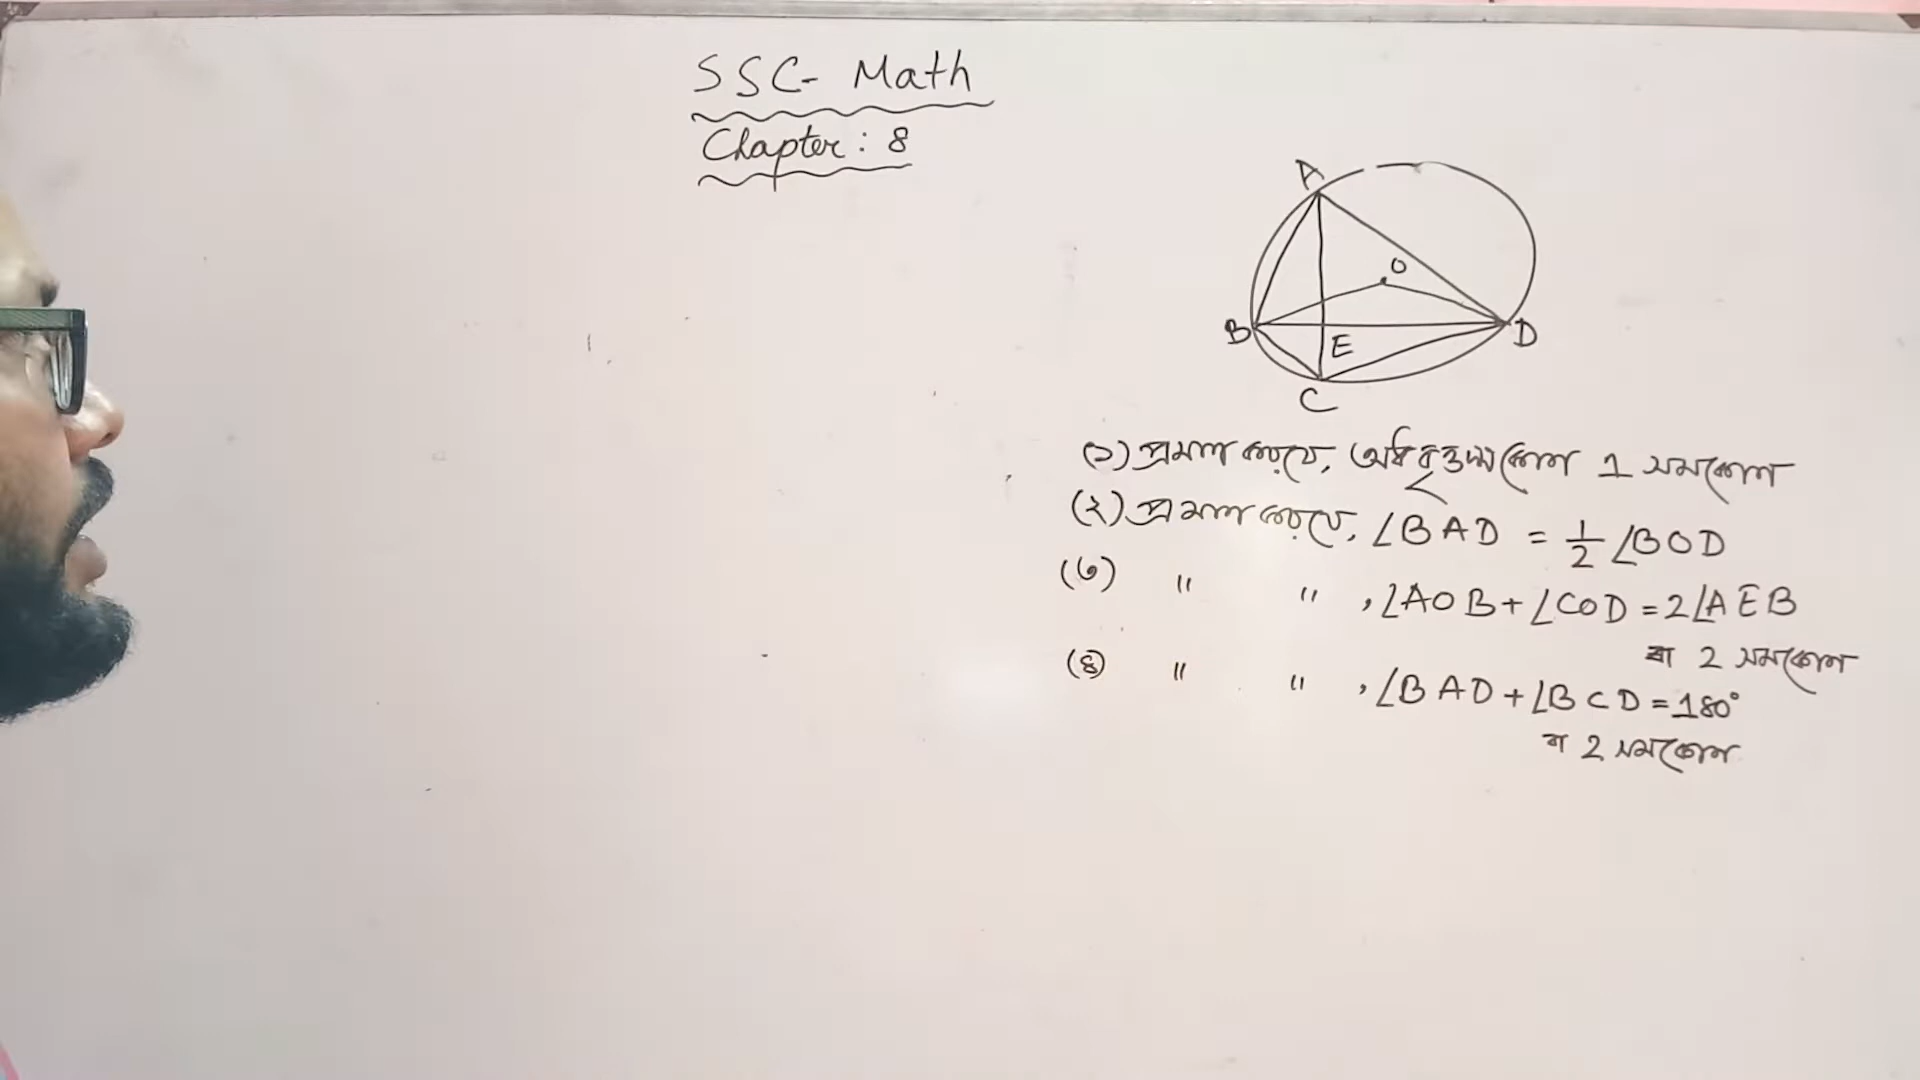 SSC- Math
Chapter: 8
A
O
B
E
D
C
(১) প্রমাণ কর যে, অর্ধবৃত্তস্থ কোণ 1 সমকোণ
(২) প্রমাণ কর যে, ∠BAD = 1/2 ∠BOD
(৩) " " , ∠AOB + ∠COD = 2∠AEB
বা 2 সমকোণ
(৪) " " , ∠BAD + ∠BCD = 180°
বা 2 সমকোণ